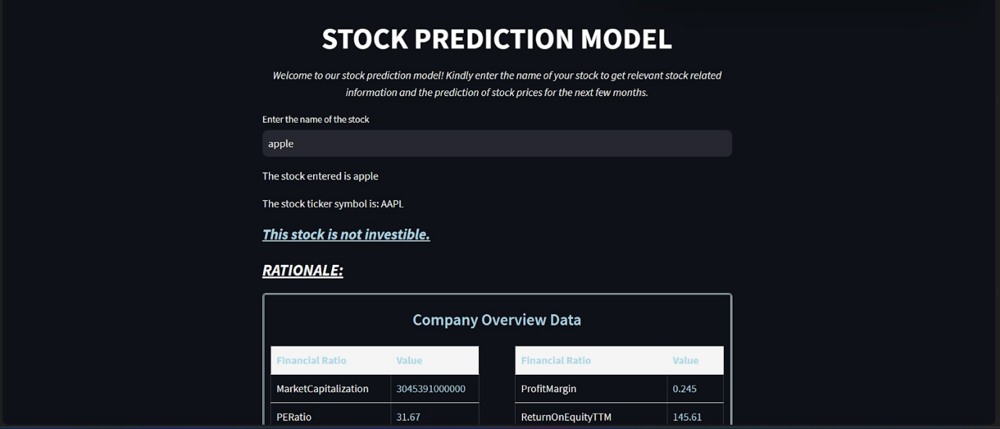 STOCK PREDICTION MODEL
Welcome to our stock prediction model! Kindly enter the name of your stock to get relevant stock related
information and the prediction of stock prices for the next few months.
Enter the name of the stock
apple
The stock entered is apple
The stock ticker symbol is: AAPL
This stock is not investible.
RATIONALE:
Company Overview Data
Financial Ratio Value Financial Ratio Value
MarketCapitalization 3045391000000 ProfitMargin 0.245
PERatio 31.67 ReturnOnEquityTTM 145.61